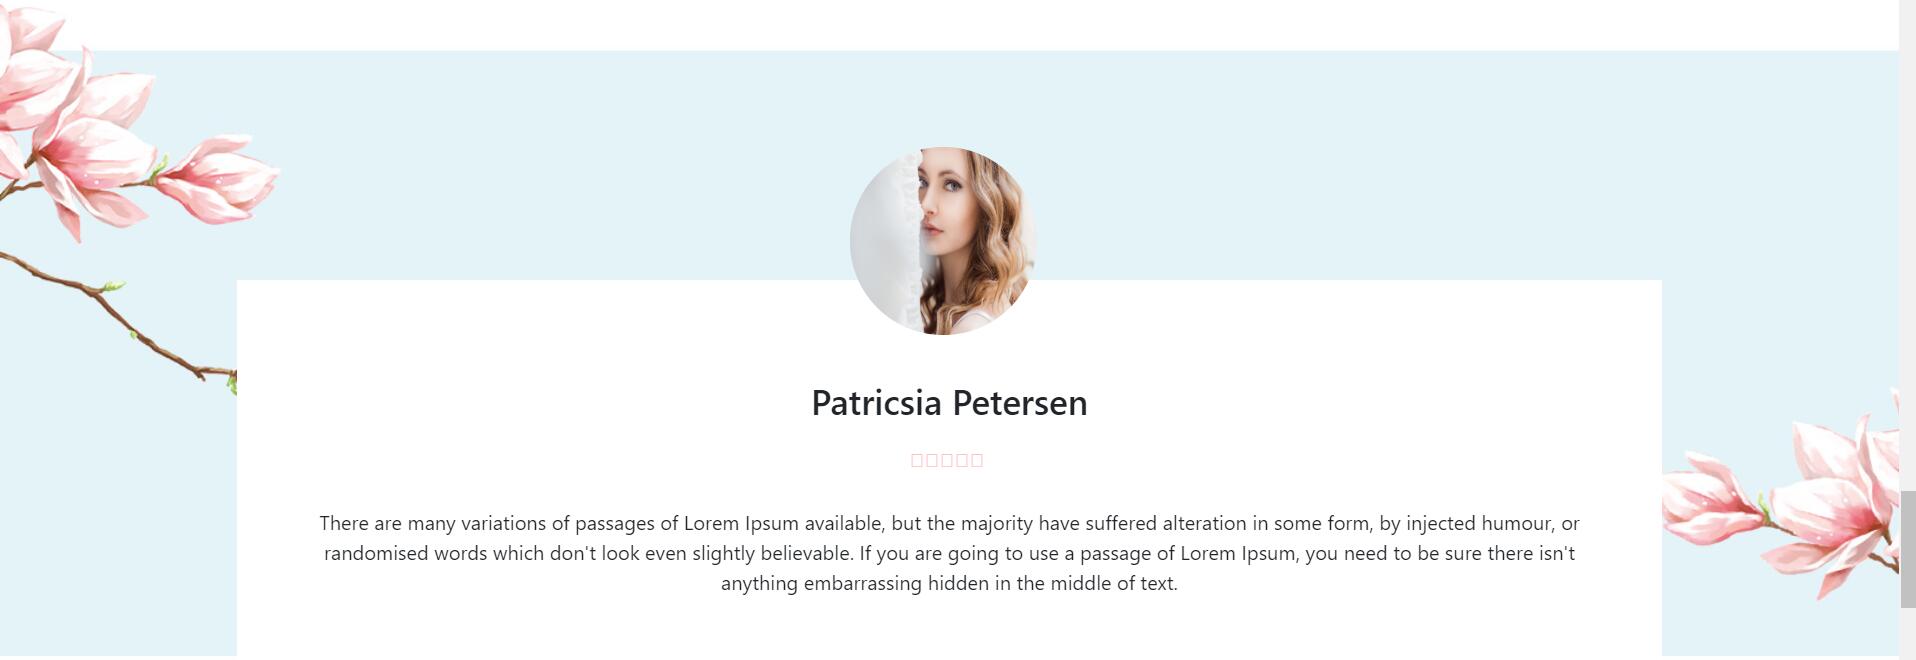 Patricsia Petersen
There are many variations of passages of Lorem Ipsum available, but the majority have suffered alteration in some form, by injected humour, or
randomised words which don't look even slightly believable. If you are going to use a passage of Lorem Ipsum, you need to be sure there isn't
anything embarrassing hidden in the middle of text.